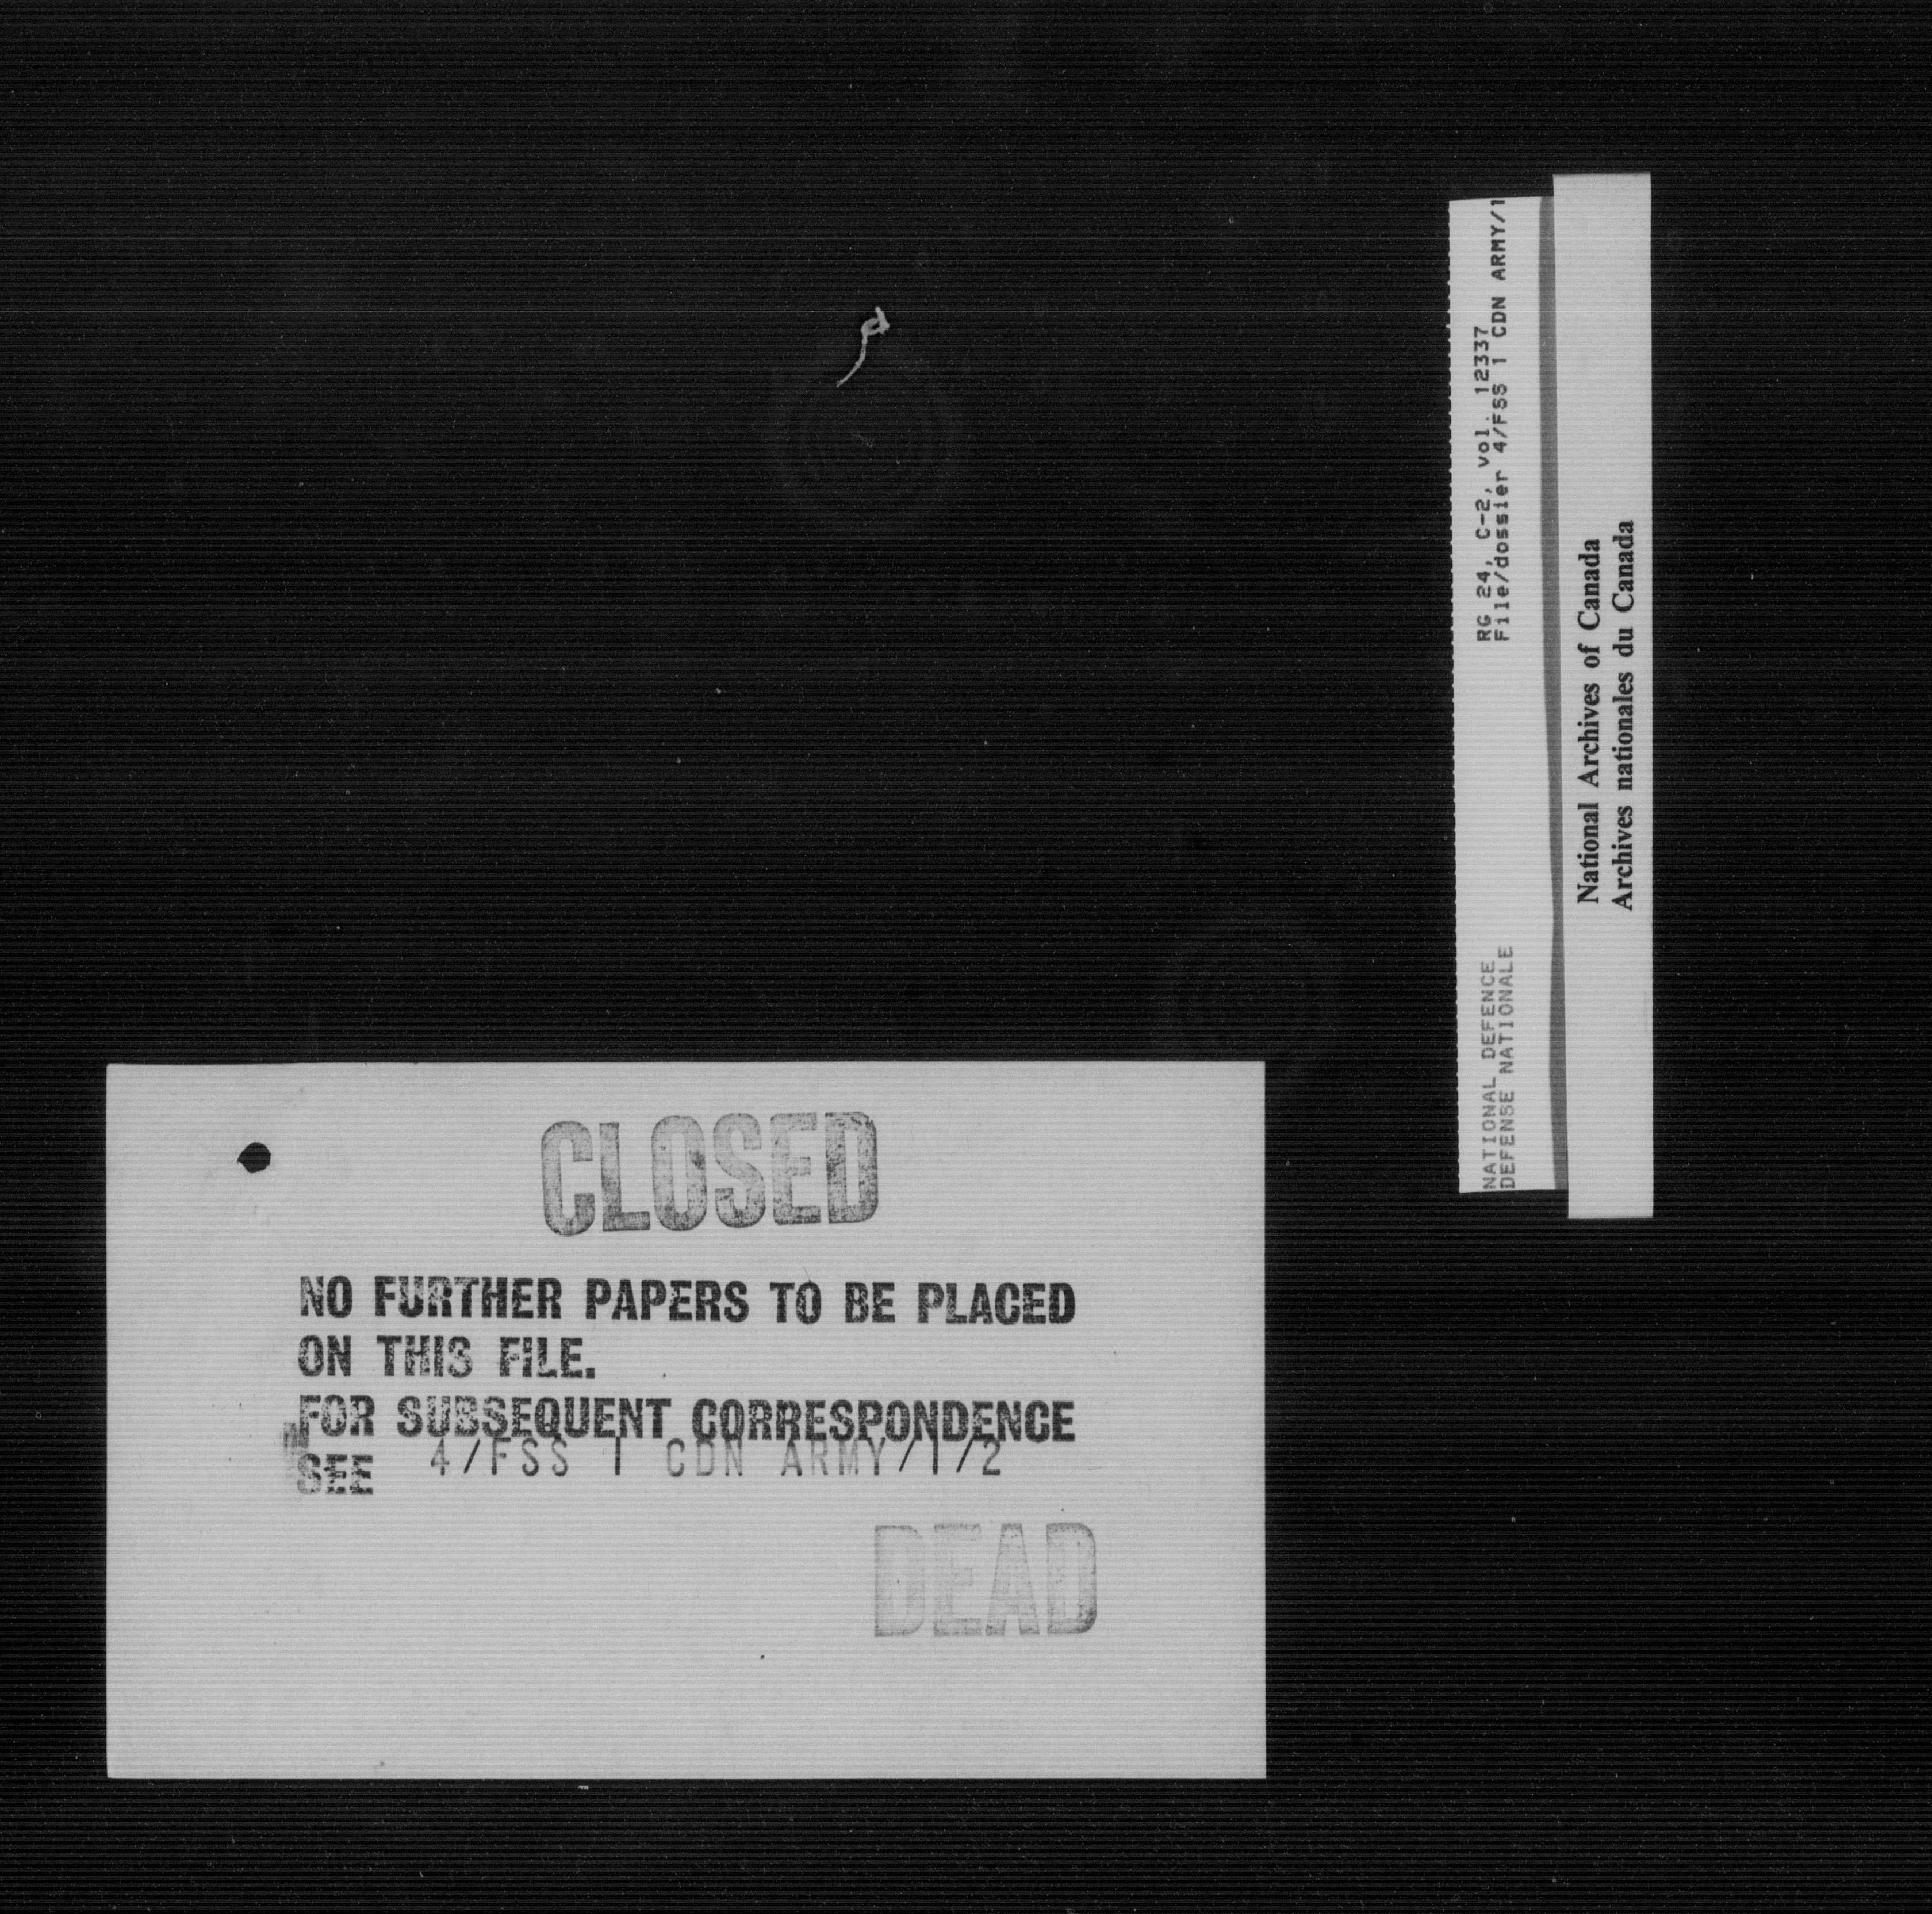 CLOSED
NO FURTHER PAPERS TO BE PLACED
ON THIS FILE.
FOR SUBSEQUENT CORRESPONDENCE
SEE 4/FSS 1 CDN ARMY/1/2
DEAD
NATIONAL DEFENCE RG 24, C-2, vol. 12337
DEFENSE NATIONALE File/dossier 4/FSS 1 CDN ARMY/1
National Archives of Canada
Archives nationales du Canada